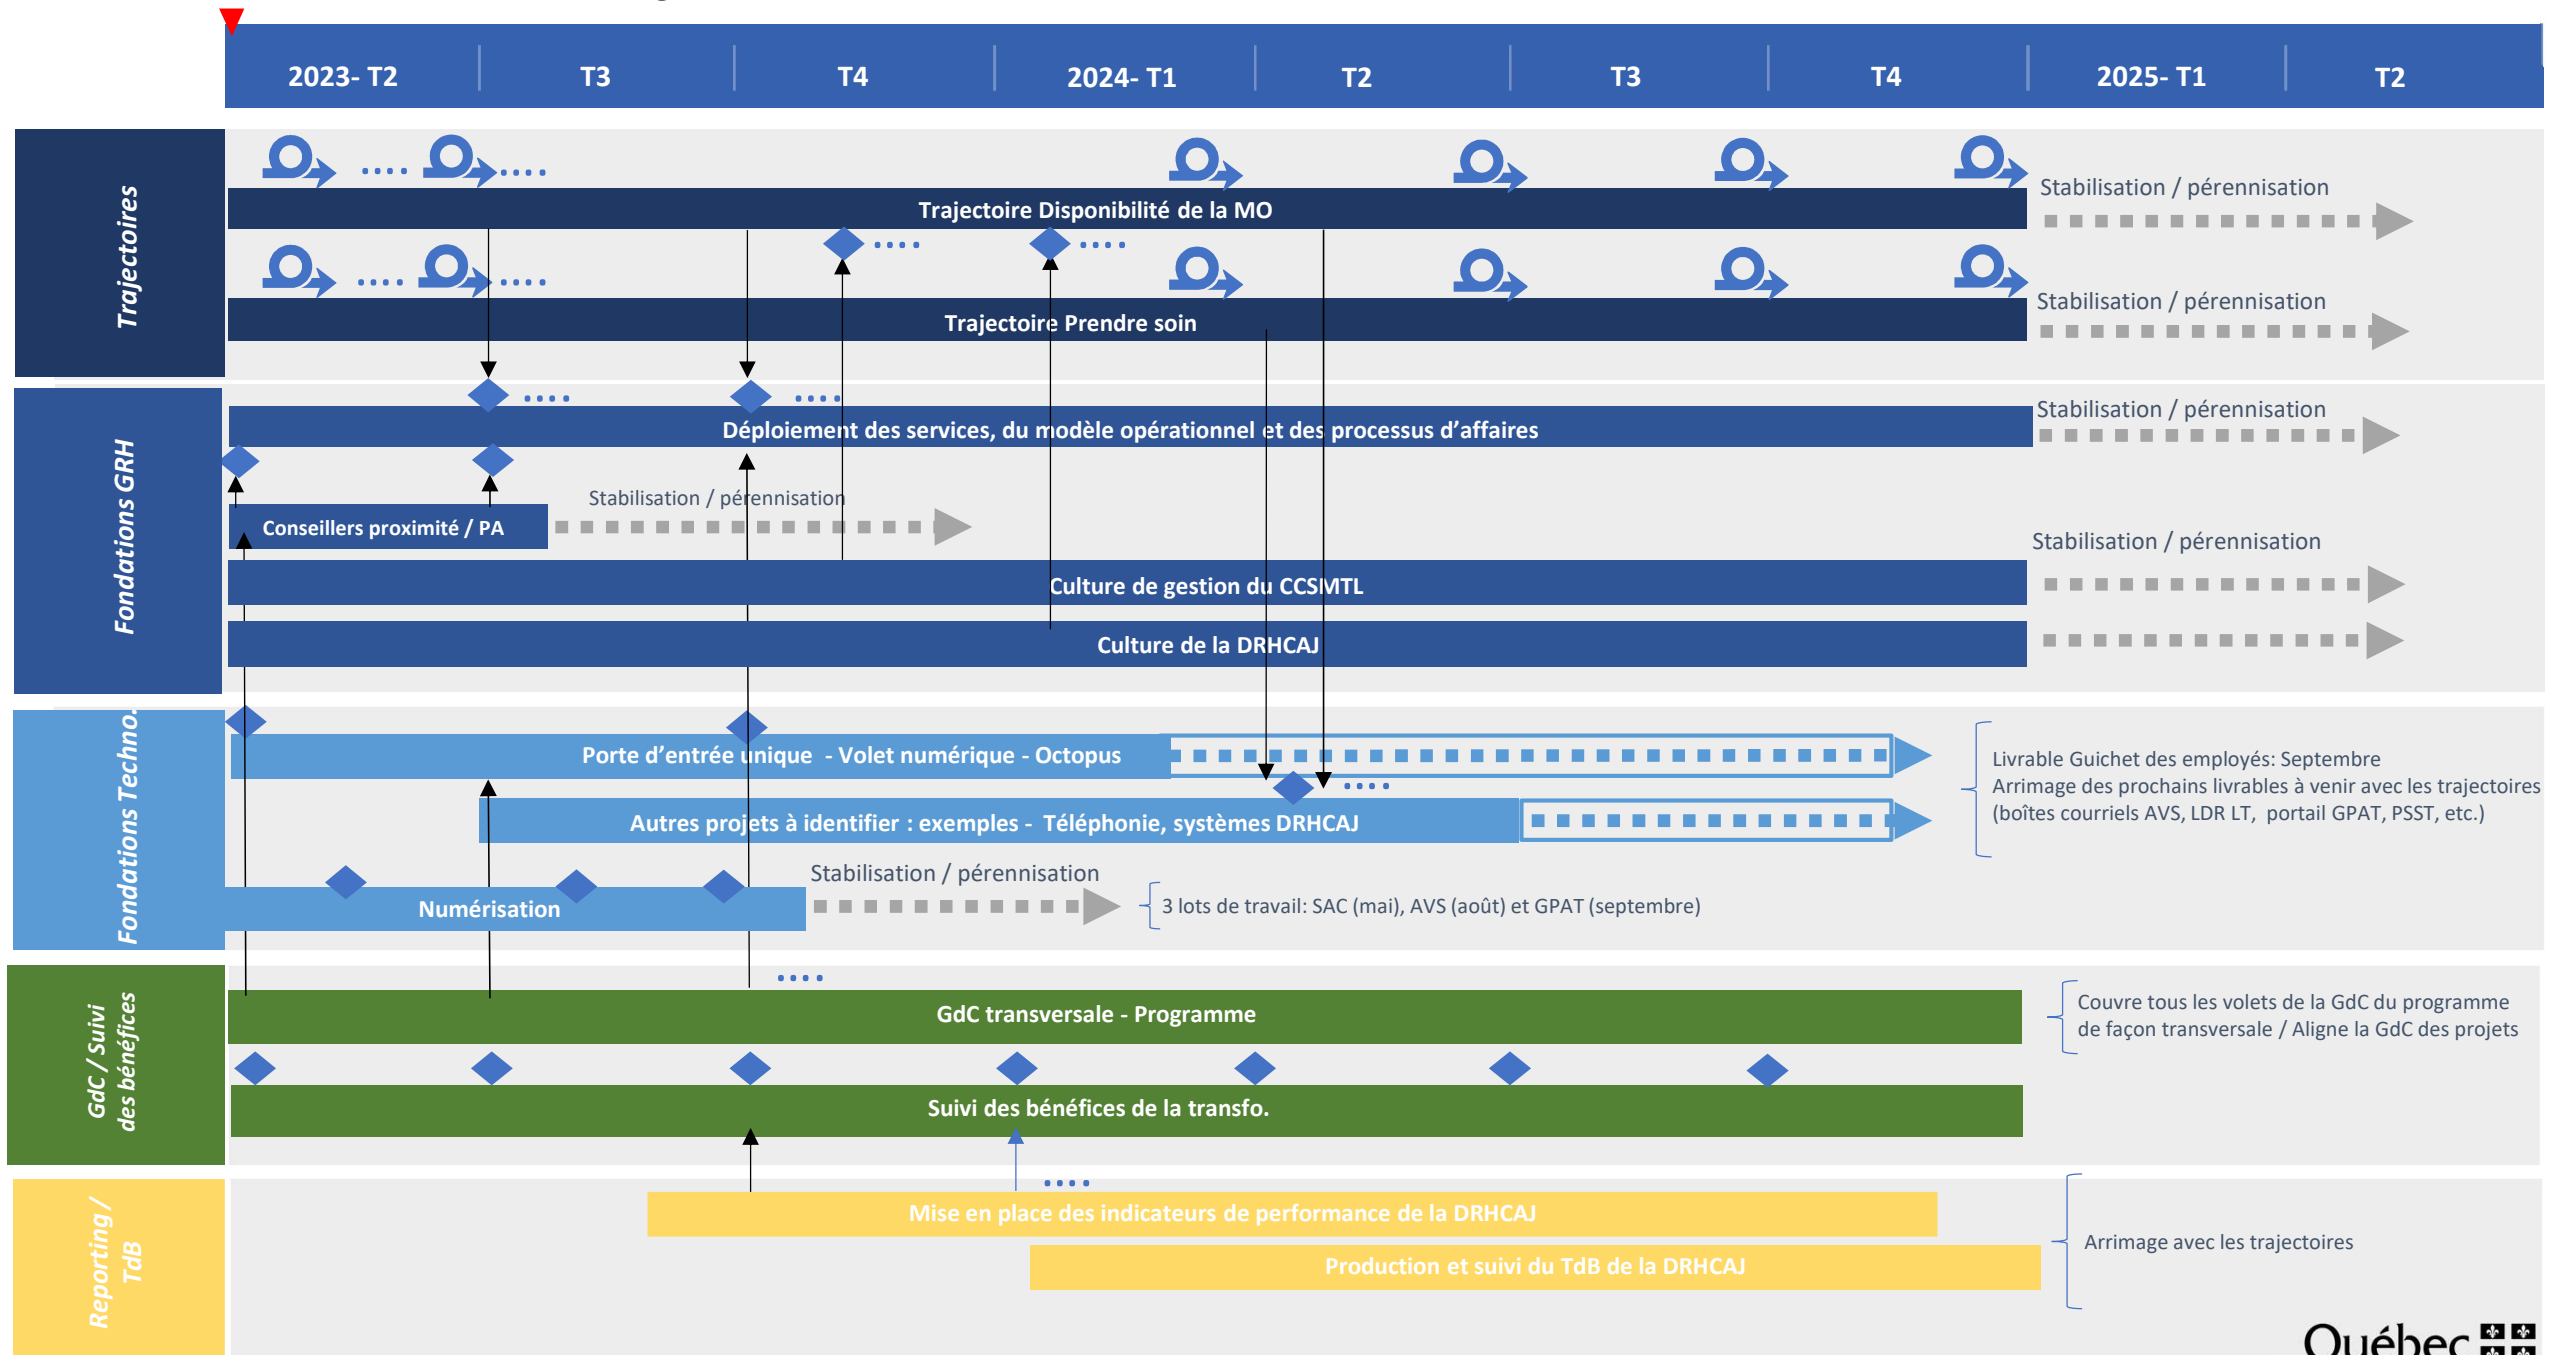 2023- T2
T3
T4
2024- T1
T2
T3
T4
2025- T1
T2
Trajectoires
Trajectoire Disponibilité de la MO
Stabilisation / pérennisation
Trajectoire Prendre soin
Stabilisation / pérennisation
Fondations GRH
Déploiement des services, du modèle opérationnel et des processus d'affaires
Stabilisation / pérennisation
Conseillers proximité / PA
Stabilisation / pérennisation
Culture de gestion du CCSMTL
Stabilisation / pérennisation
Culture de la DRHCAJ
Fondations Techno.
Porte d'entrée unique - Volet numérique - Octopus
Autres projets à identifier : exemples - Téléphonie, systèmes DRHCAJ
Livrable Guichet des employés: Septembre
Arrimage des prochains livrables à venir avec les trajectoires
(boîtes courriels AVS, LDR LT, portail GPAT, PSST, etc.)
Numérisation
Stabilisation / pérennisation
3 lots de travail: SAC (mai), AVS (août) et GPAT (septembre)
GdC / Suivi
des bénéfices
GdC transversale - Programme
Couvre tous les volets de la GdC du programme
de façon transversale / Aligne la GdC des projets
Suivi des bénéfices de la transfo.
Reporting /
TdB
Mise en place des indicateurs de performance de la DRHCAJ
Production et suivi du TdB de la DRHCAJ
Arrimage avec les trajectoires
Québec